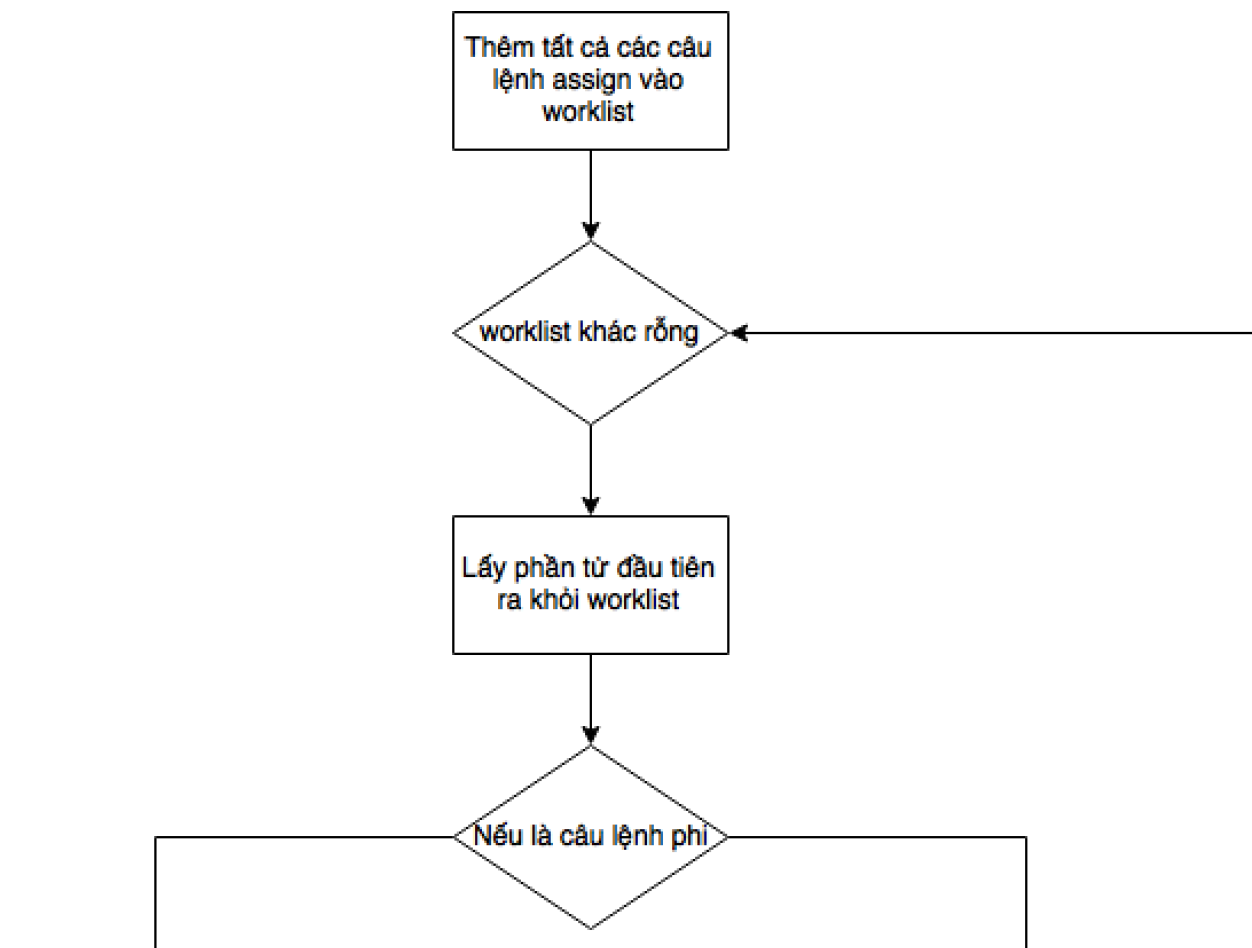 Thêm tất cả các câu
lệnh assign vào
worklist
worklist khác rỗng
Lấy phần tử đầu tiên
ra khỏi worklist
Nếu là câu lệnh phi